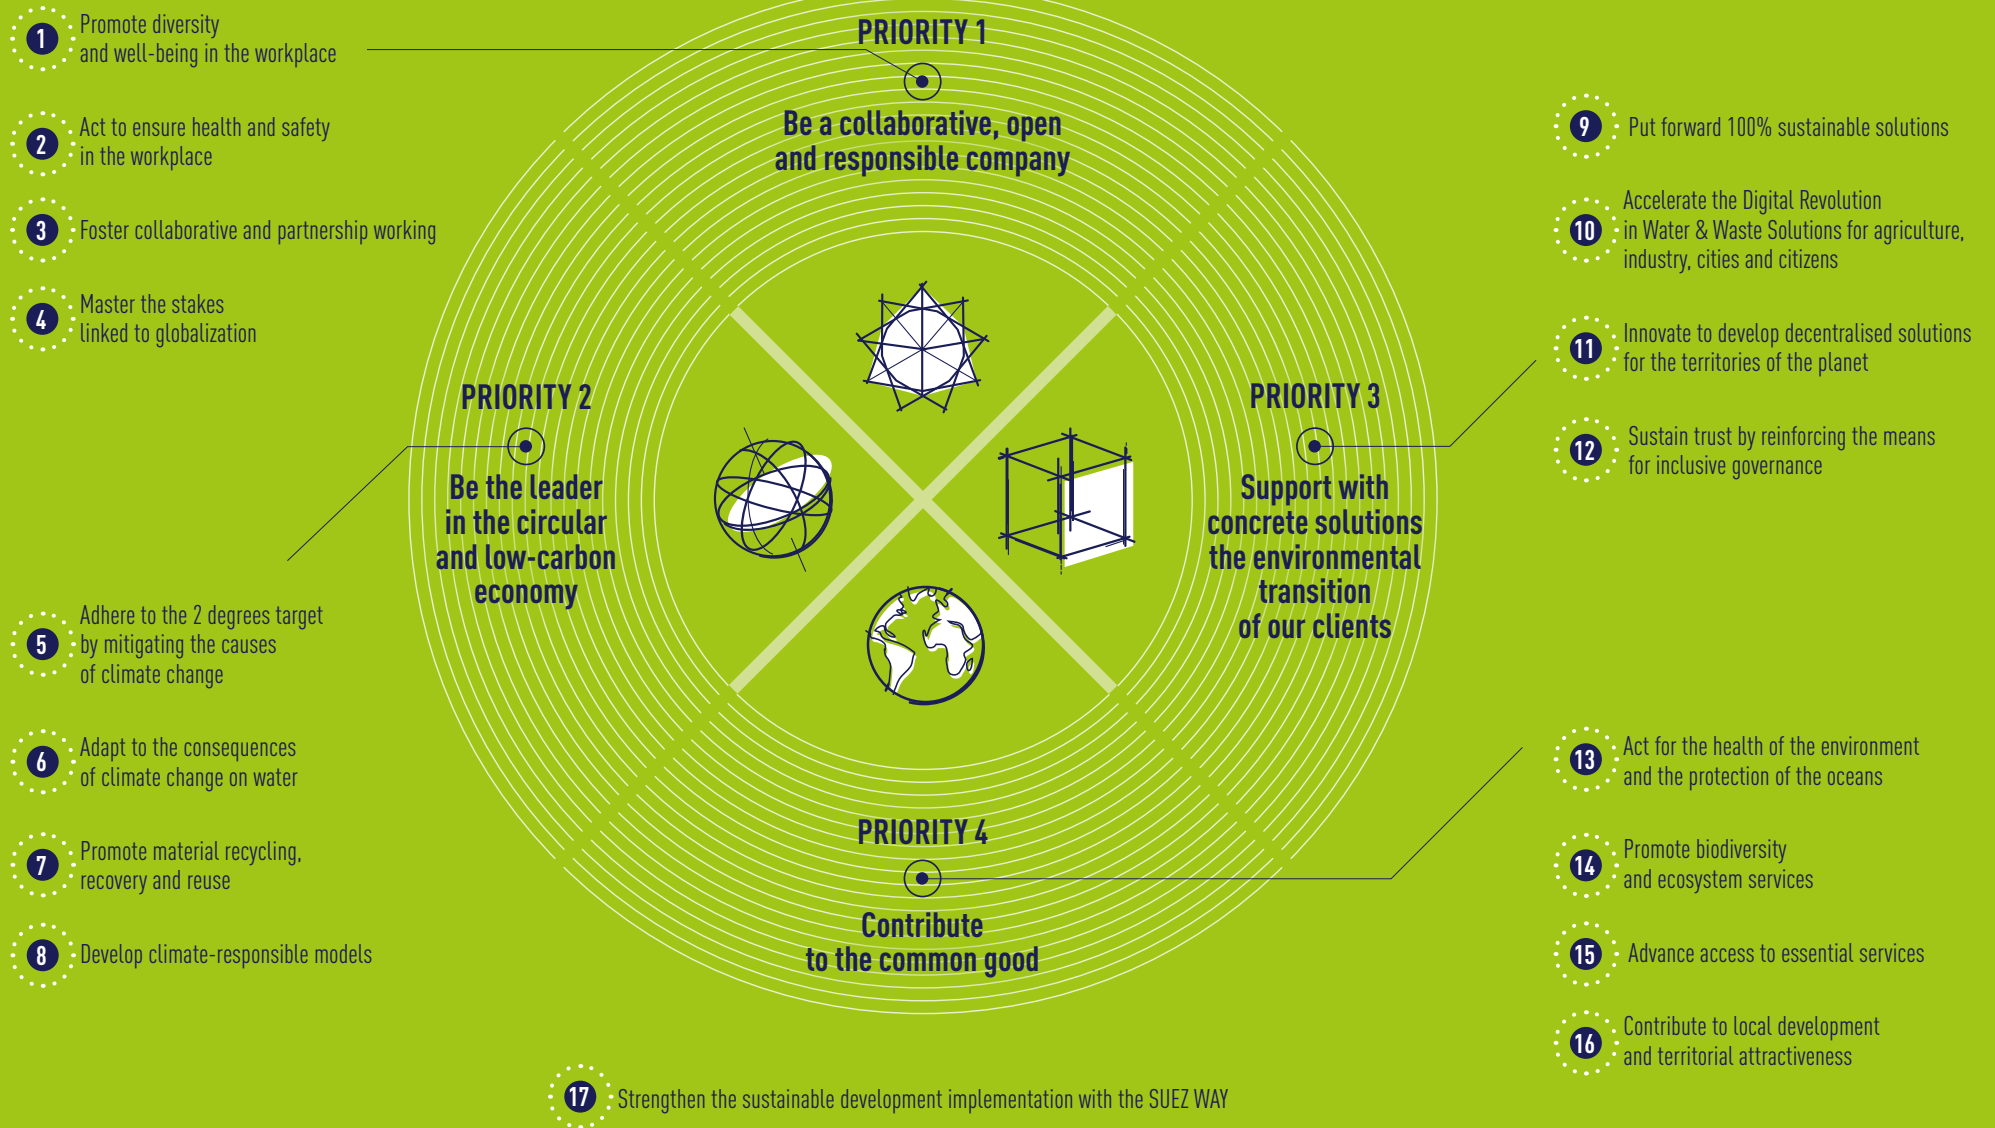 PRIORITY 1
Be a collaborative, open
and responsible company
1
Promote diversity
and well-being in the workplace
2
Act to ensure health and safety
in the workplace
3
Foster collaborative and partnership working
4
Master the stakes
linked to globalization
PRIORITY 2
Be the leader
in the circular
and low-carbon
economy
5
Adhere to the 2 degrees target
by mitigating the causes
of climate change
6
Adapt to the consequences
of climate change on water
7
Promote material recycling,
recovery and reuse
8
Develop climate-responsible models
PRIORITY 3
Support with
concrete solutions
the environmental
transition
of our clients
9
Put forward 100% sustainable solutions
10
Accelerate the Digital Revolution
in Water & Waste Solutions for agriculture,
industry, cities and citizens
11
Innovate to develop decentralised solutions
for the territories of the planet
12
Sustain trust by reinforcing the means
for inclusive governance
PRIORITY 4
Contribute
to the common good
13
Act for the health of the environment
and the protection of the oceans
14
Promote biodiversity
and ecosystem services
15
Advance access to essential services
16
Contribute to local development
and territorial attractiveness
17
Strengthen the sustainable development implementation with the SUEZ WAY